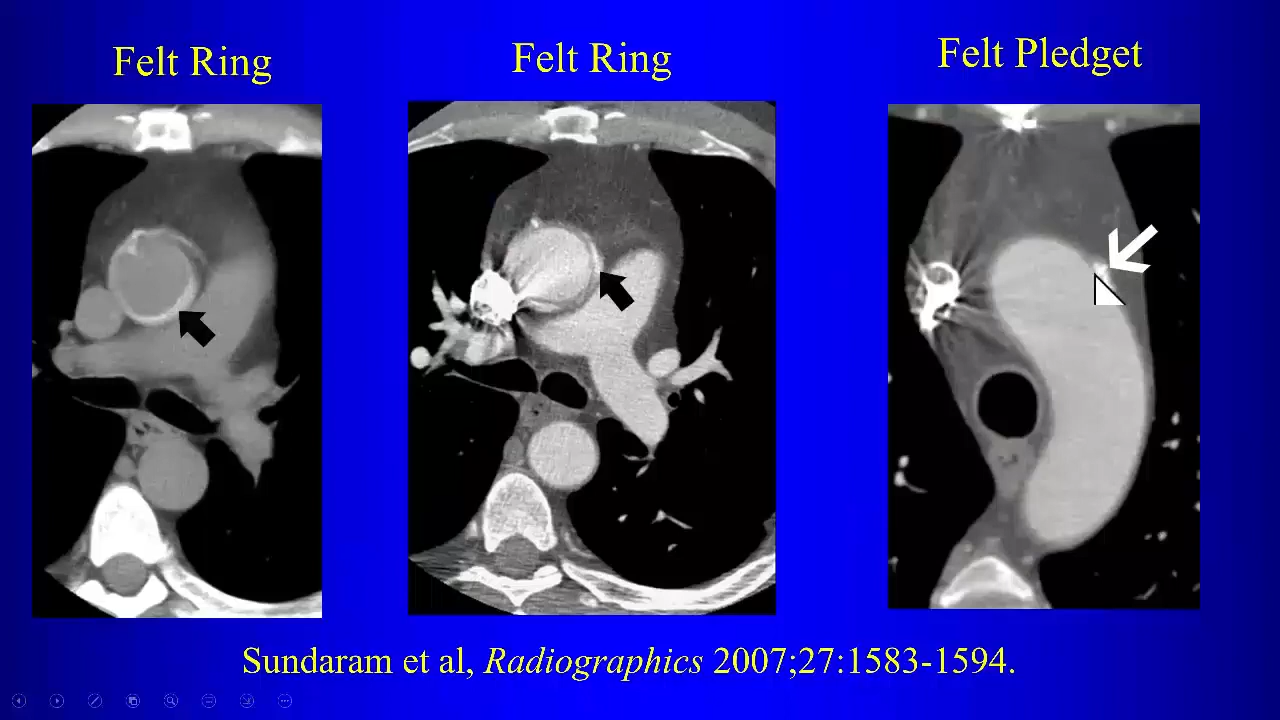 Felt Ring
Felt Ring
Felt Pledget
Sundaram et al, Radiographics 2007;27:1583-1594.